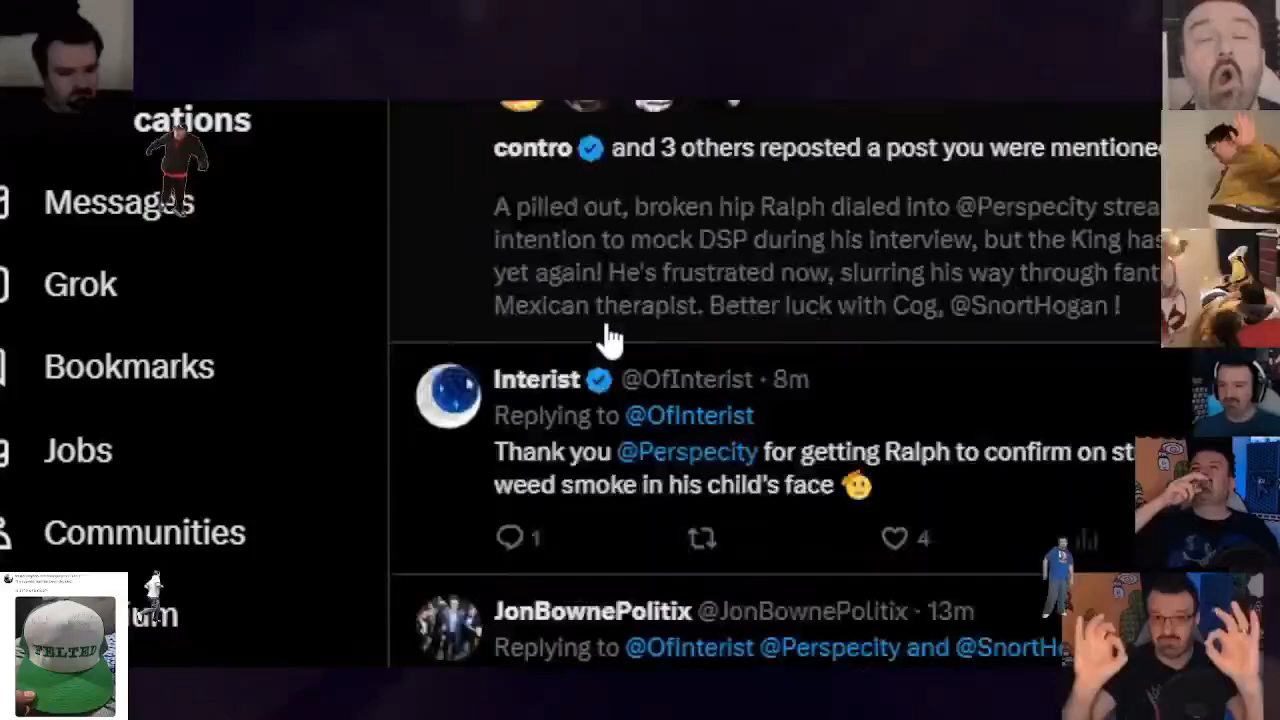 cations
contro and 3 others reposted a post you were mentione
Messages
A pilled out, broken hip Ralph dialed into @Perspecity strea
intention to mock DSP during his interview, but the King has
Grok
yet again! He's frustrated now, slurring his way through fant
Mexican therapist. Better luck with Cog, @SnortHogan !
Bookmarks
Interist @OfInterist · 8m
Replying to @OfInterist
Jobs
Thank you @Perspecity for getting Ralph to confirm on st
weed smoke in his child's face 🤕
Communities
1
4
ium
JonBownePolitix @JonBownePolitix · 13m
Replying to @OfInterist @Perspecity and @SnortHo
FELTED